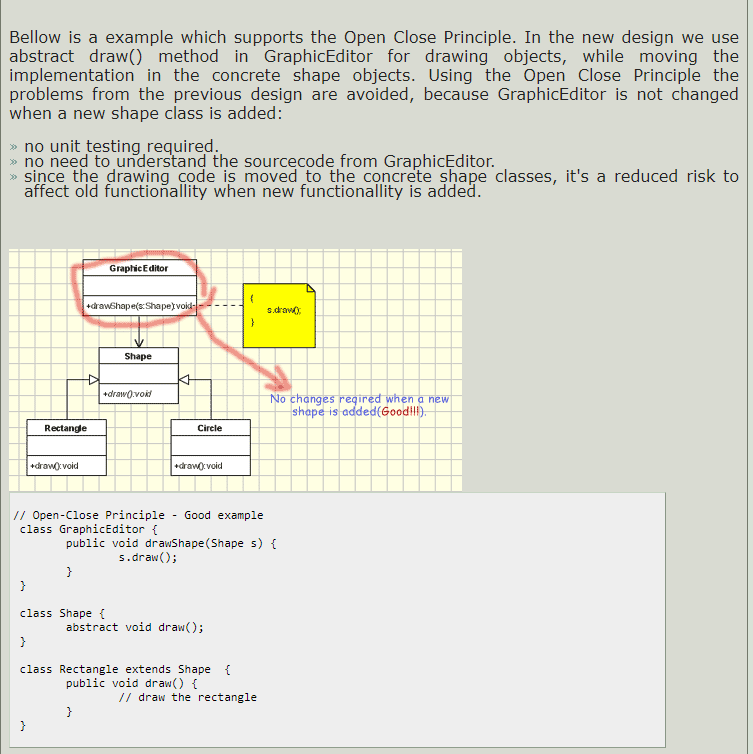 Bellow is a example which supports the Open Close Principle. In the new design we use
abstract draw() method in GraphicEditor for drawing objects, while moving the
implementation in the concrete shape objects. Using the Open Close Principle the
problems from the previous design are avoided, because GraphicEditor is not changed
when a new shape class is added:
» no unit testing required.
» no need to understand the sourcecode from GraphicEditor.
» since the drawing code is moved to the concrete shape classes, it's a reduced risk to
affect old functionallity when new functionallity is added.
GraphicEditor
+drawShape(s:Shape):void
{
s.draw();
}
Shape
+draw():void
No changes reqired when a new
shape is added(Good!!!).
Rectangle
+draw():void
Circle
+draw():void
// Open-Close Principle - Good example
class GraphicEditor {
public void drawShape(Shape s) {
s.draw();
}
}
class Shape {
abstract void draw();
}
class Rectangle extends Shape {
public void draw() {
// draw the rectangle
}
}